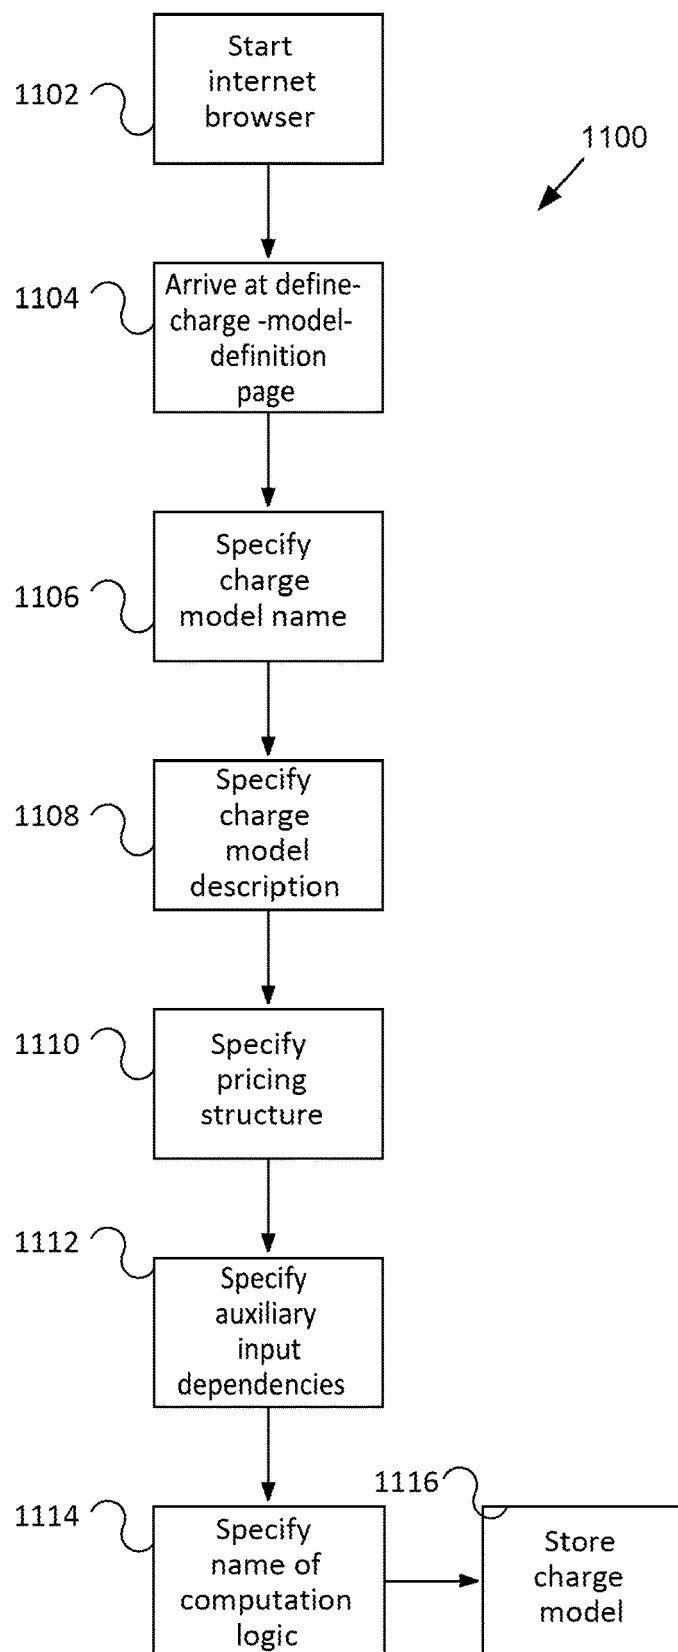 Start
internet
browser
1102
1100
Arrive at define-
charge -model-
definition
page
1104
Specify
charge
model name
1106
Specify
charge
model
description
1108
Specify
pricing
structure
1110
1112
Specify
auxiliary
input
dependencies
1116
1114
Specify
name of
computation
logic
Store
charge
model